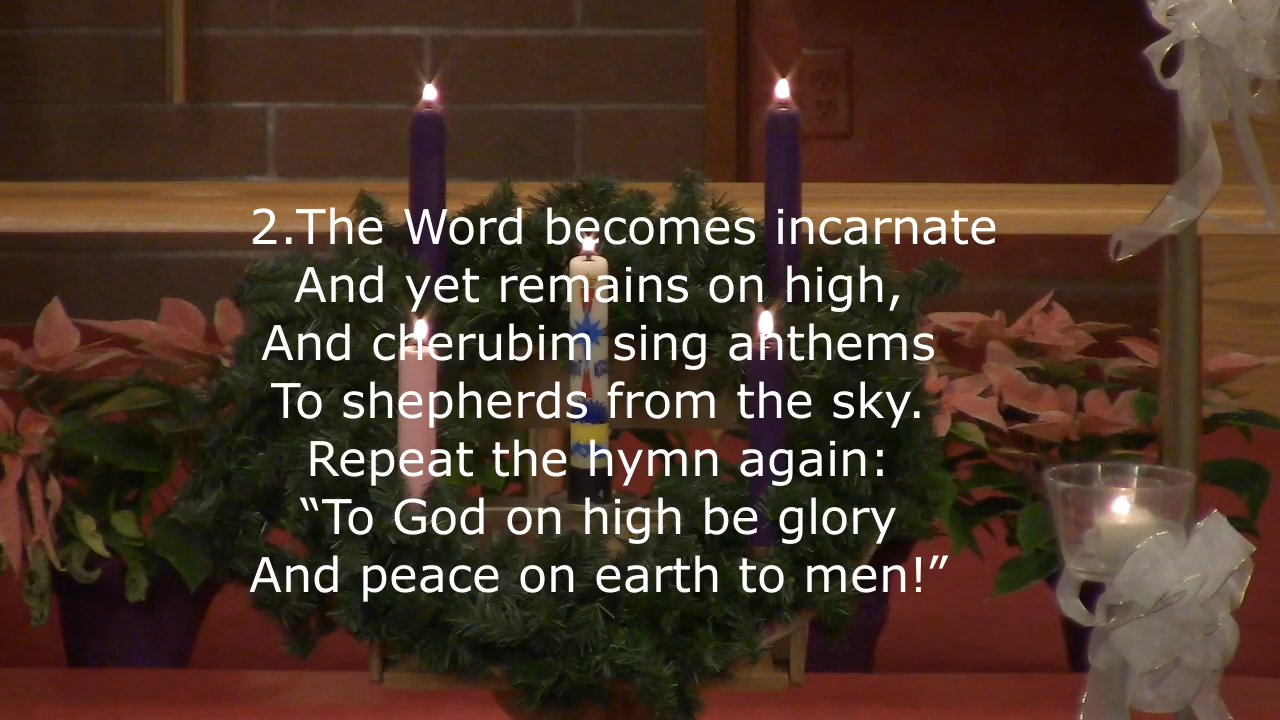 2.The Word becomes incarnate
And yet remains on high,
And cherubim sing anthems
To shepherds from the sky.
Repeat the hymn again:
“To God on high be glory
And peace on earth to men!”